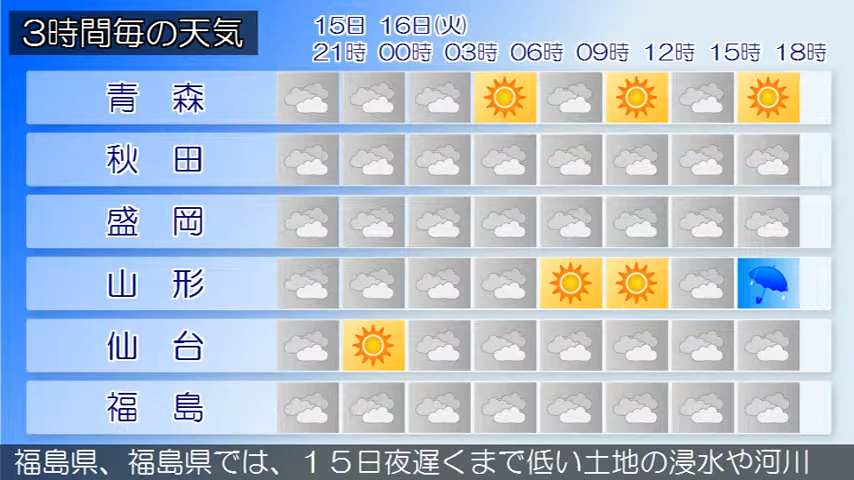 3時間毎の天気
15日 16日(火)
21時 00時 03時 06時 09時 12時 15時 18時
青森
秋田
盛岡
山形
仙台
福島
福島県、福島県では、１５日夜遅くまで低い土地の浸水や河川